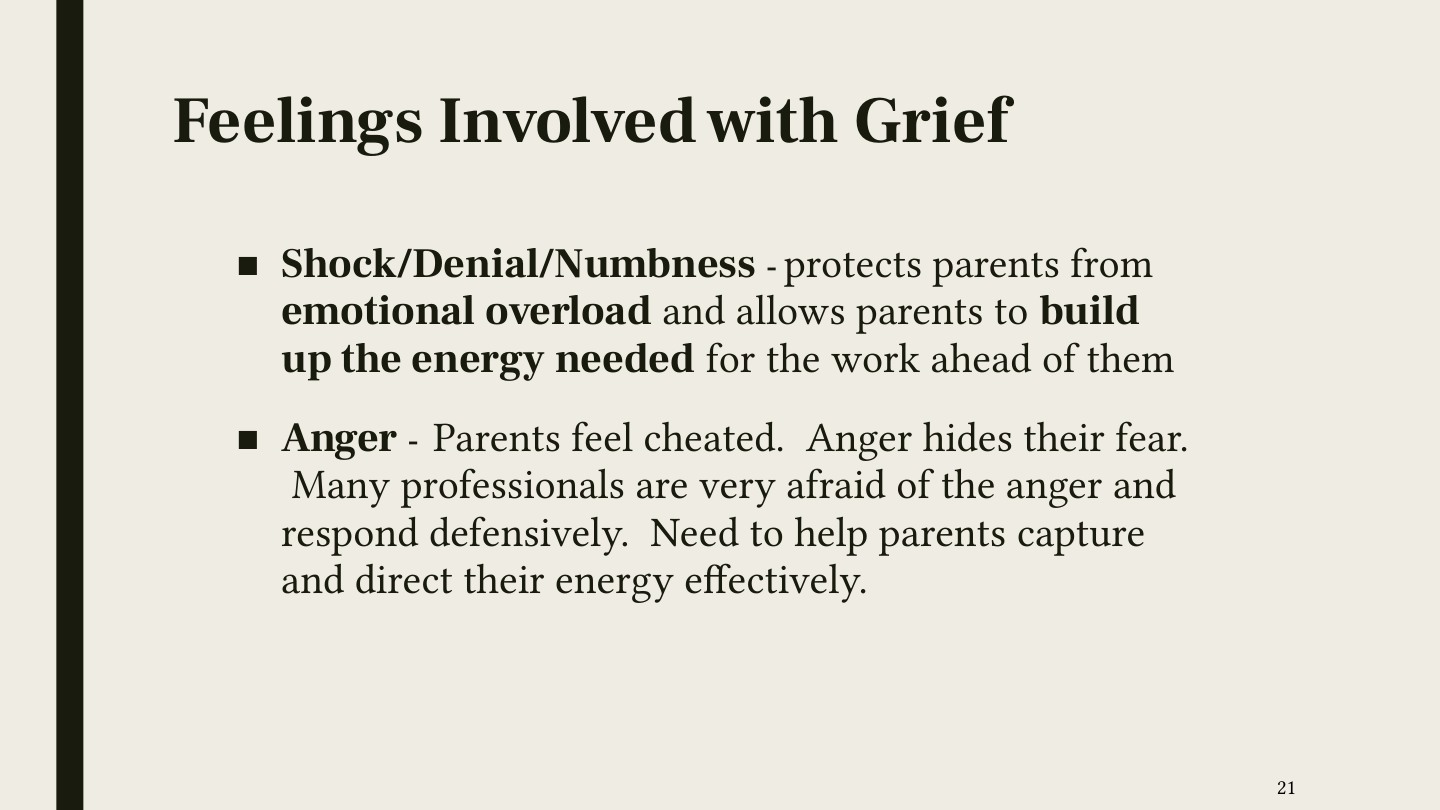 Feelings Involved with Grief
■ Shock/Denial/Numbness - protects parents from
emotional overload and allows parents to build
up the energy needed for the work ahead of them
■ Anger - Parents feel cheated.  Anger hides their fear.
Many professionals are very afraid of the anger and
respond defensively.  Need to help parents capture
and direct their energy effectively.
21